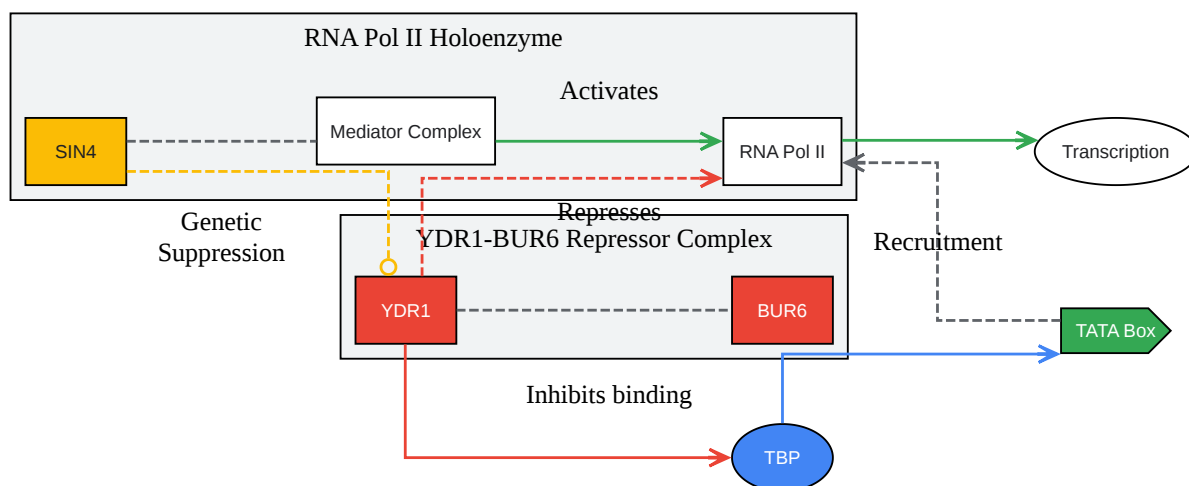 RNA Pol II Holoenzyme
Activates
Mediator Complex
SIN4
RNA Pol II
Transcription
Genetic
Suppression
Represses
YDR1-BUR6 Repressor Complex
Recruitment
YDR1
BUR6
TATA Box
Inhibits binding
TBP